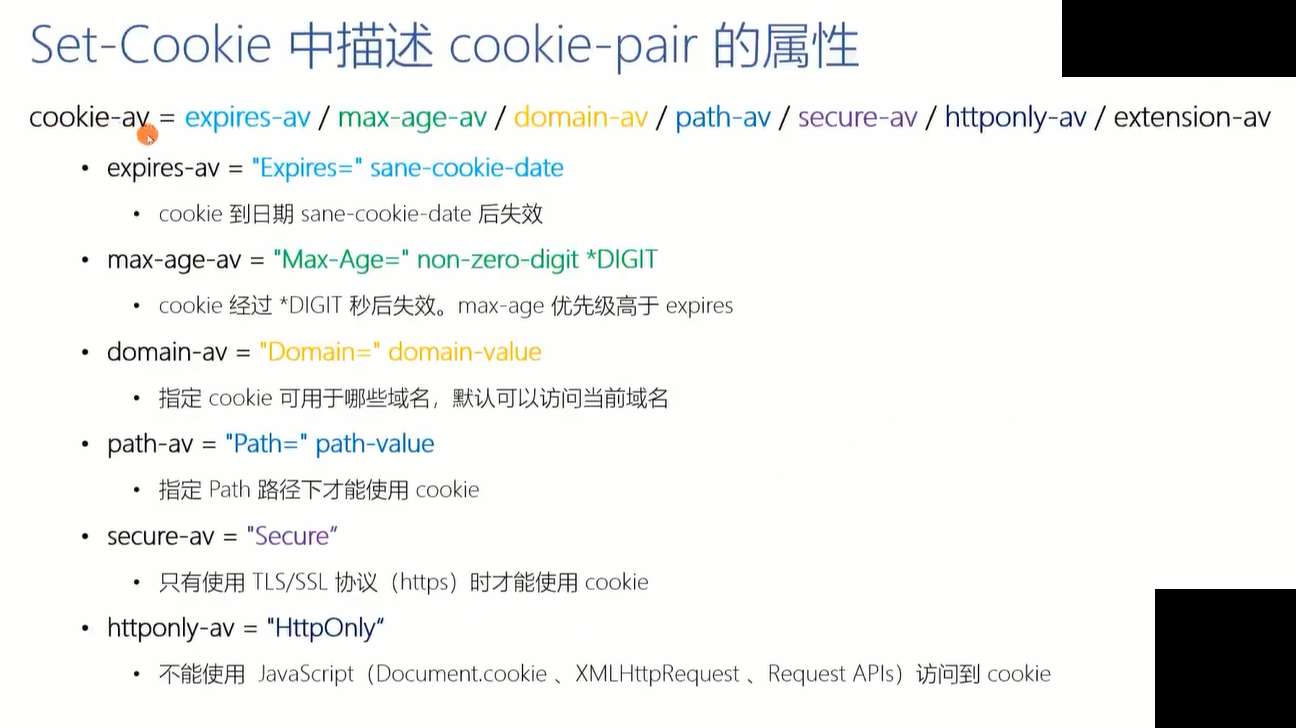 Set-Cookie 中描述 cookie-pair 的属性
cookie-av = expires-av / max-age-av / domain-av / path-av / secure-av / httponly-av / extension-av
• expires-av = "Expires=" sane-cookie-date
• cookie 到日期 sane-cookie-date 后失效
• max-age-av = "Max-Age=" non-zero-digit *DIGIT
• cookie 经过 *DIGIT 秒后失效。max-age 优先级高于 expires
• domain-av = "Domain=" domain-value
• 指定 cookie 可用于哪些域名，默认可以访问当前域名
• path-av = "Path=" path-value
• 指定 Path 路径下才能使用 cookie
• secure-av = "Secure“
• 只有使用 TLS/SSL 协议（https）时才能使用 cookie
• httponly-av = "HttpOnly“
• 不能使用 JavaScript（Document.cookie 、XMLHttpRequest 、Request APIs）访问到 cookie